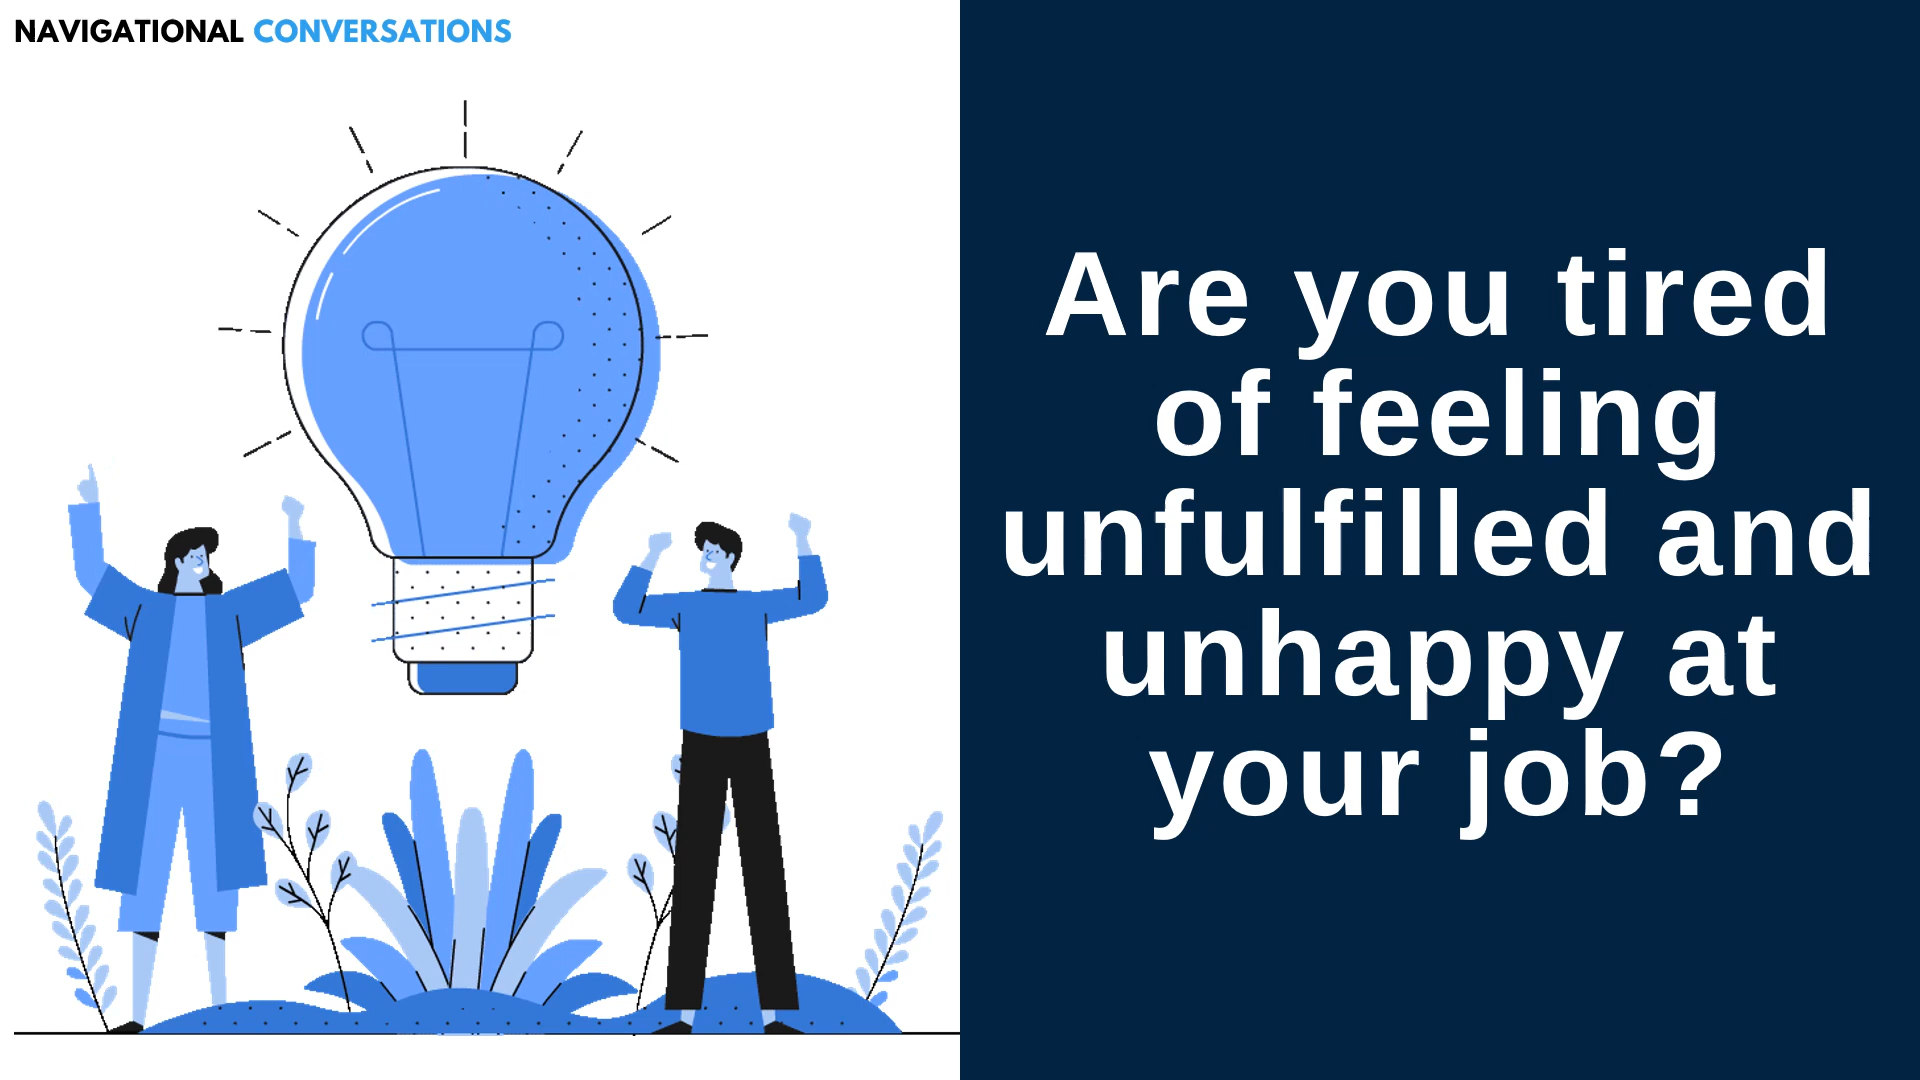 NAVIGATIONAL CONVERSATIONS
Are you tired
of feeling
unfulfilled and
unhappy at
your job?